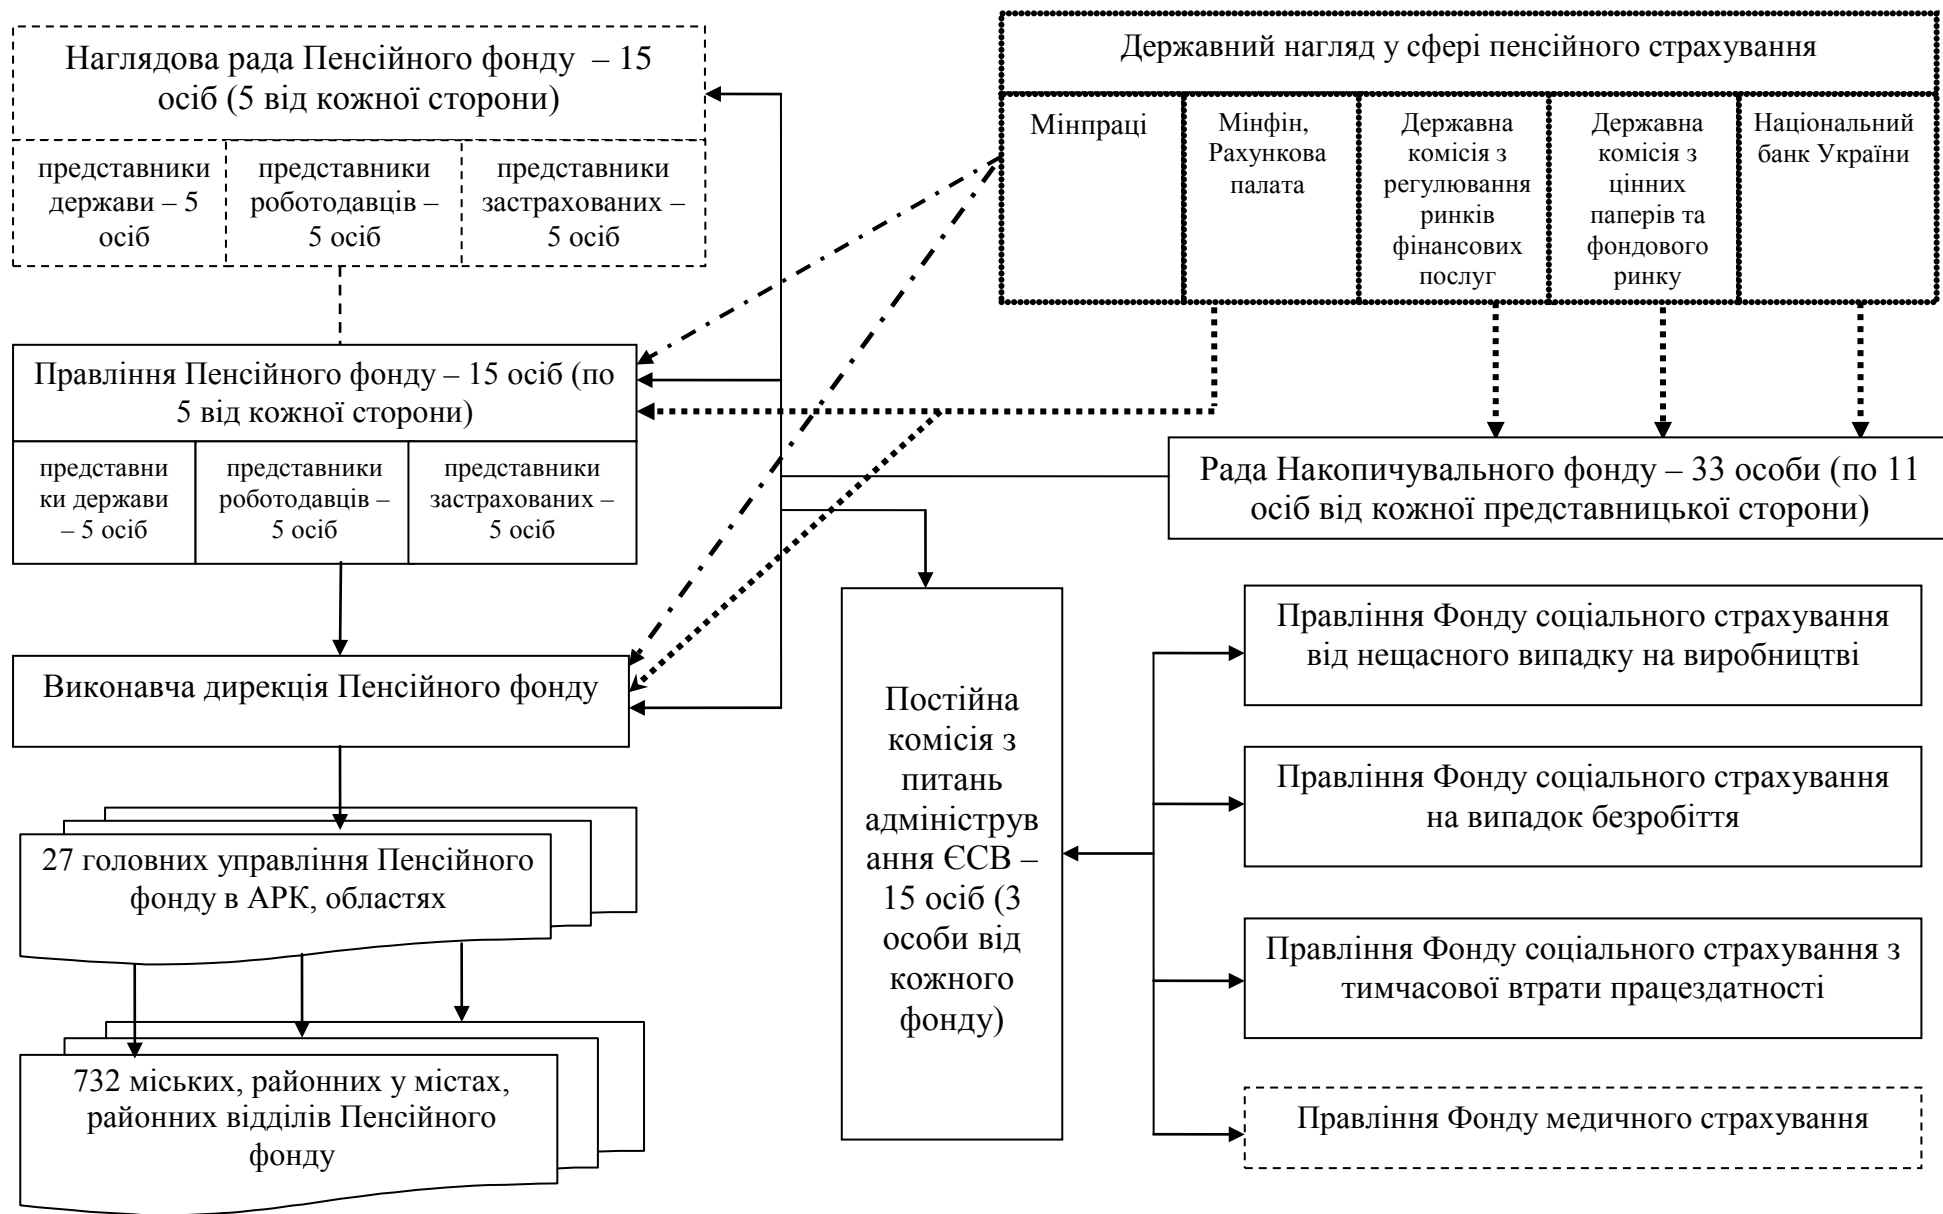 Наглядова рада Пенсійного фонду – 15
осіб (5 від кожної сторони)
представники
держави – 5
осіб
представники
роботодавців –
5 осіб
представники
застрахованих –
5 осіб
Державний нагляд у сфері пенсійного страхування
Мінпраці
Мінфін,
Рахункова
палата
Державна
комісія з
регулювання
ринків
фінансових
послуг
Державна
комісія з
цінних
паперів та
фондового
ринку
Національний
банк України
Правління Пенсійного фонду – 15 осіб (по
5 від кожної сторони)
представни
ки держави
– 5 осіб
представники
роботодавців –
5 осіб
представники
застрахованих –
5 осіб
Рада Накопичувального фонду – 33 особи (по 11
осіб від кожної представницької сторони)
Виконавча дирекція Пенсійного фонду
27 головних управління Пенсійного
фонду в АРК, областях
732 міських, районних у містах,
районних відділів Пенсійного
фонду
Постійна
комісія з
питань
адмініструв
ання ЄСВ –
15 осіб (3
особи від
кожного
фонду)
Правління Фонду соціального страхування
від нещасного випадку на виробництві
Правління Фонду соціального страхування
на випадок безробіття
Правління Фонду соціального страхування з
тимчасової втрати працездатності
Правління Фонду медичного страхування